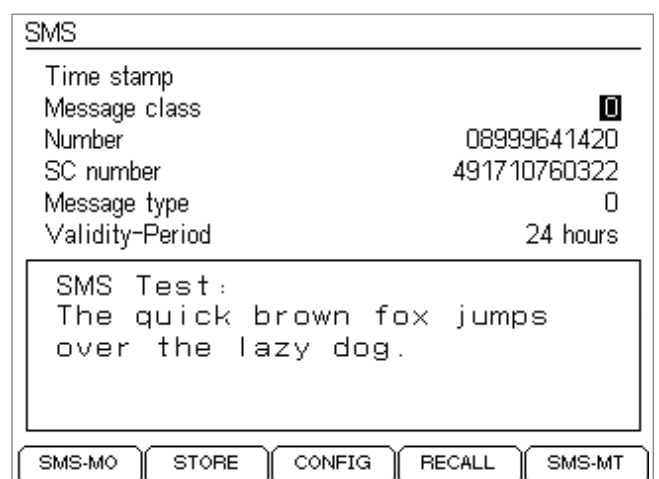 SMS
Time stamp
Message class 0
Number 08999641420
SC number 491710760322
Message type 0
Validity-Period 24 hours
SMS Test:
The quick brown fox jumps
over the lazy dog.
SMS-MO STORE CONFIG RECALL SMS-MT